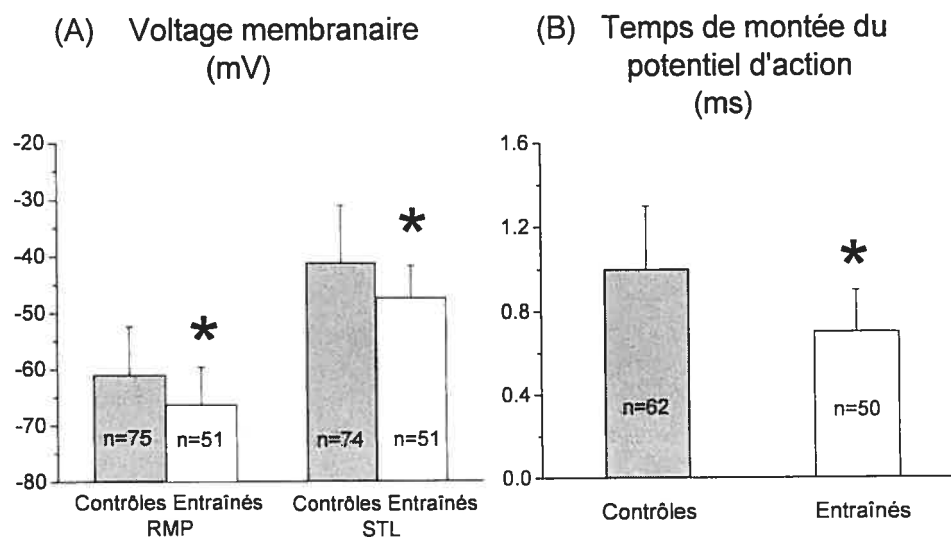 (A) Voltage membranaire
(mV)
-20
-30
-40
-50
-60
-70
-80
*
*
n=75
n=51
n=74
n=51
Contrôles Entraînés
RMP
Contrôles Entraînés
STL
(B) Temps de montée du
potentiel d'action
(ms)
1.6
1.2
0.8
0.4
0.0
*
n=62
n=50
Contrôles
Entraînés